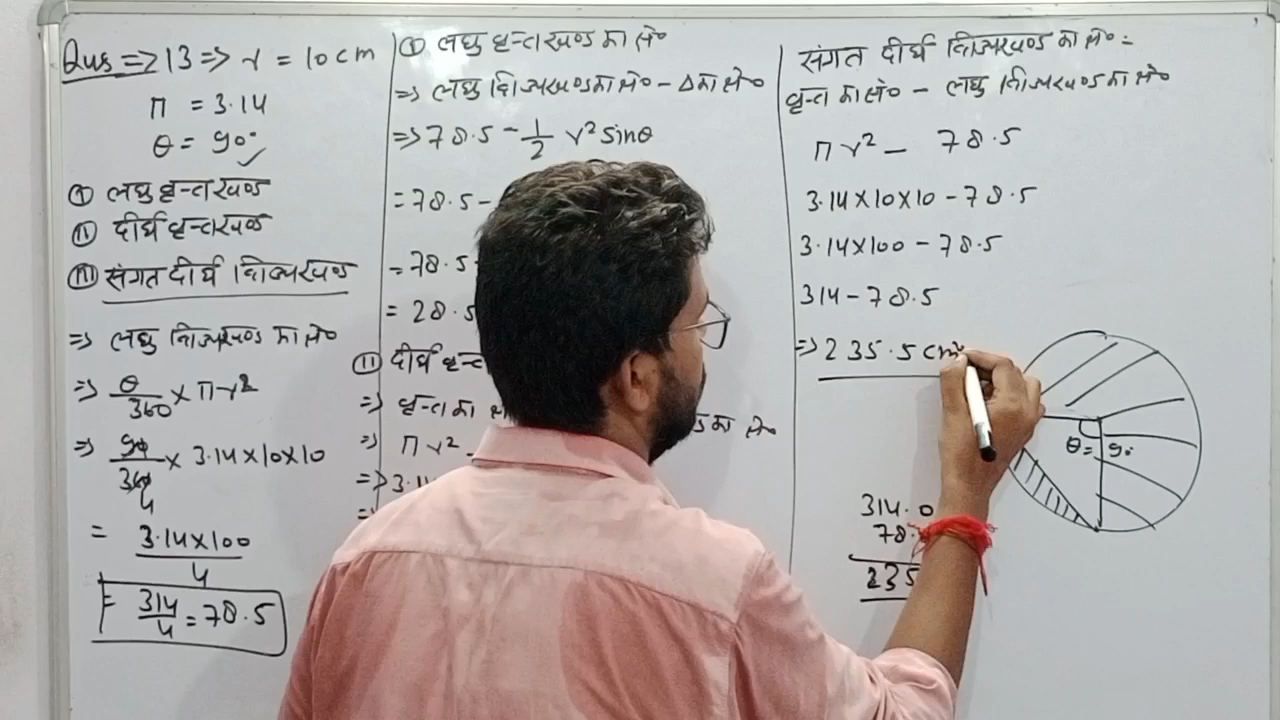 Ques => 13 => r = 10 cm
π = 3.14
θ = 90°
(I) लघु वृत्तखण्ड
(II) दीर्घ वृत्तखण्ड
(III) संगत दीर्घ त्रिज्यखण्ड
=> लघु त्रिज्यखण्ड का क्षे०
=> θ/360 × πr²
=> 90/360 × 3.14×10×10
4
= 3.14×100/4
= 314/4 = 78.5
(I) लघु वृत्तखण्ड का क्षे०
=> लघु त्रिज्यखण्ड का क्षे० - Δ का क्षे०
=> 78.5 - 1/2 r² sinθ
= 78.5 -
= 78.5
= 28.5
(II) दीर्घ वृत्त
=> वृत्त का क्षे
का क्षे०
=> πr² -
=> 3.14
=
संगत दीर्घ त्रिज्यखण्ड का क्षे० =
वृत्त का क्षे० - लघु त्रिज्यखण्ड का क्षे०
πr² - 78.5
3.14×10×10 - 78.5
3.14×100 - 78.5
314 - 78.5
=> 235.5 cm²
θ = 90°
314.0
78.
235